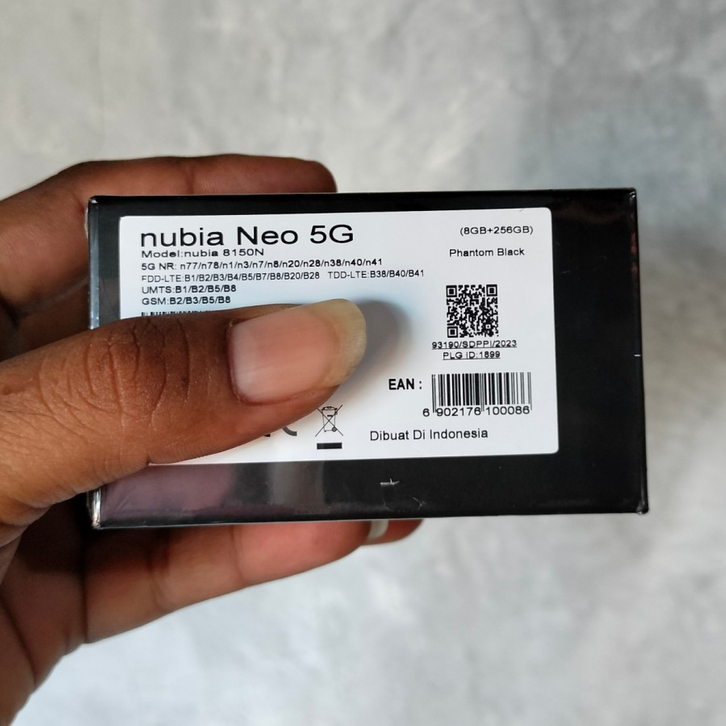 nubia Neo 5G
(8GB+256GB)
Model:nubia 8150N
Phantom Black
5G NR: n77/n78/n1/n3/n7/n8/n20/n28/n38/n40/n41
FDD-LTE:B1/B2/B3/B4/B5/B7/B8/B20/B28 TDD-LTE:B38/B40/B41
UMTS:B1/B2/B5/B8
GSM:B2/B3/B5/B8
93190/SDPPI/2023
PLG ID:1899
EAN :
6 902176 100086
Dibuat Di Indonesia